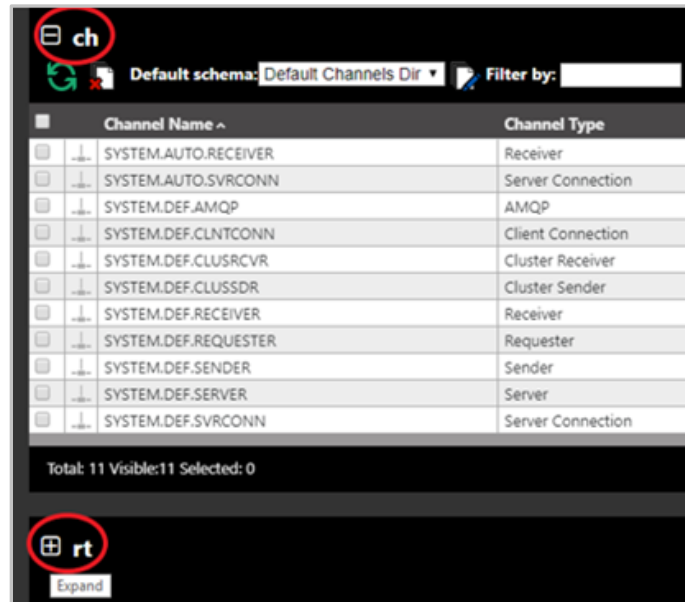 ch
Default schema: Default Channels Dir Filter by:
Channel Name Channel Type
SYSTEM.AUTO.RECEIVER Receiver
SYSTEM.AUTO.SVRCONN Server Connection
SYSTEM.DEF.AMQP AMQP
SYSTEM.DEF.CLNTCONN Client Connection
SYSTEM.DEF.CLUSRCVR Cluster Receiver
SYSTEM.DEF.CLUSSDR Cluster Sender
SYSTEM.DEF.RECEIVER Receiver
SYSTEM.DEF.REQUESTER Requester
SYSTEM.DEF.SENDER Sender
SYSTEM.DEF.SERVER Server
SYSTEM.DEF.SVRCONN Server Connection
Total: 11 Visible:11 Selected: 0
rt
Expand